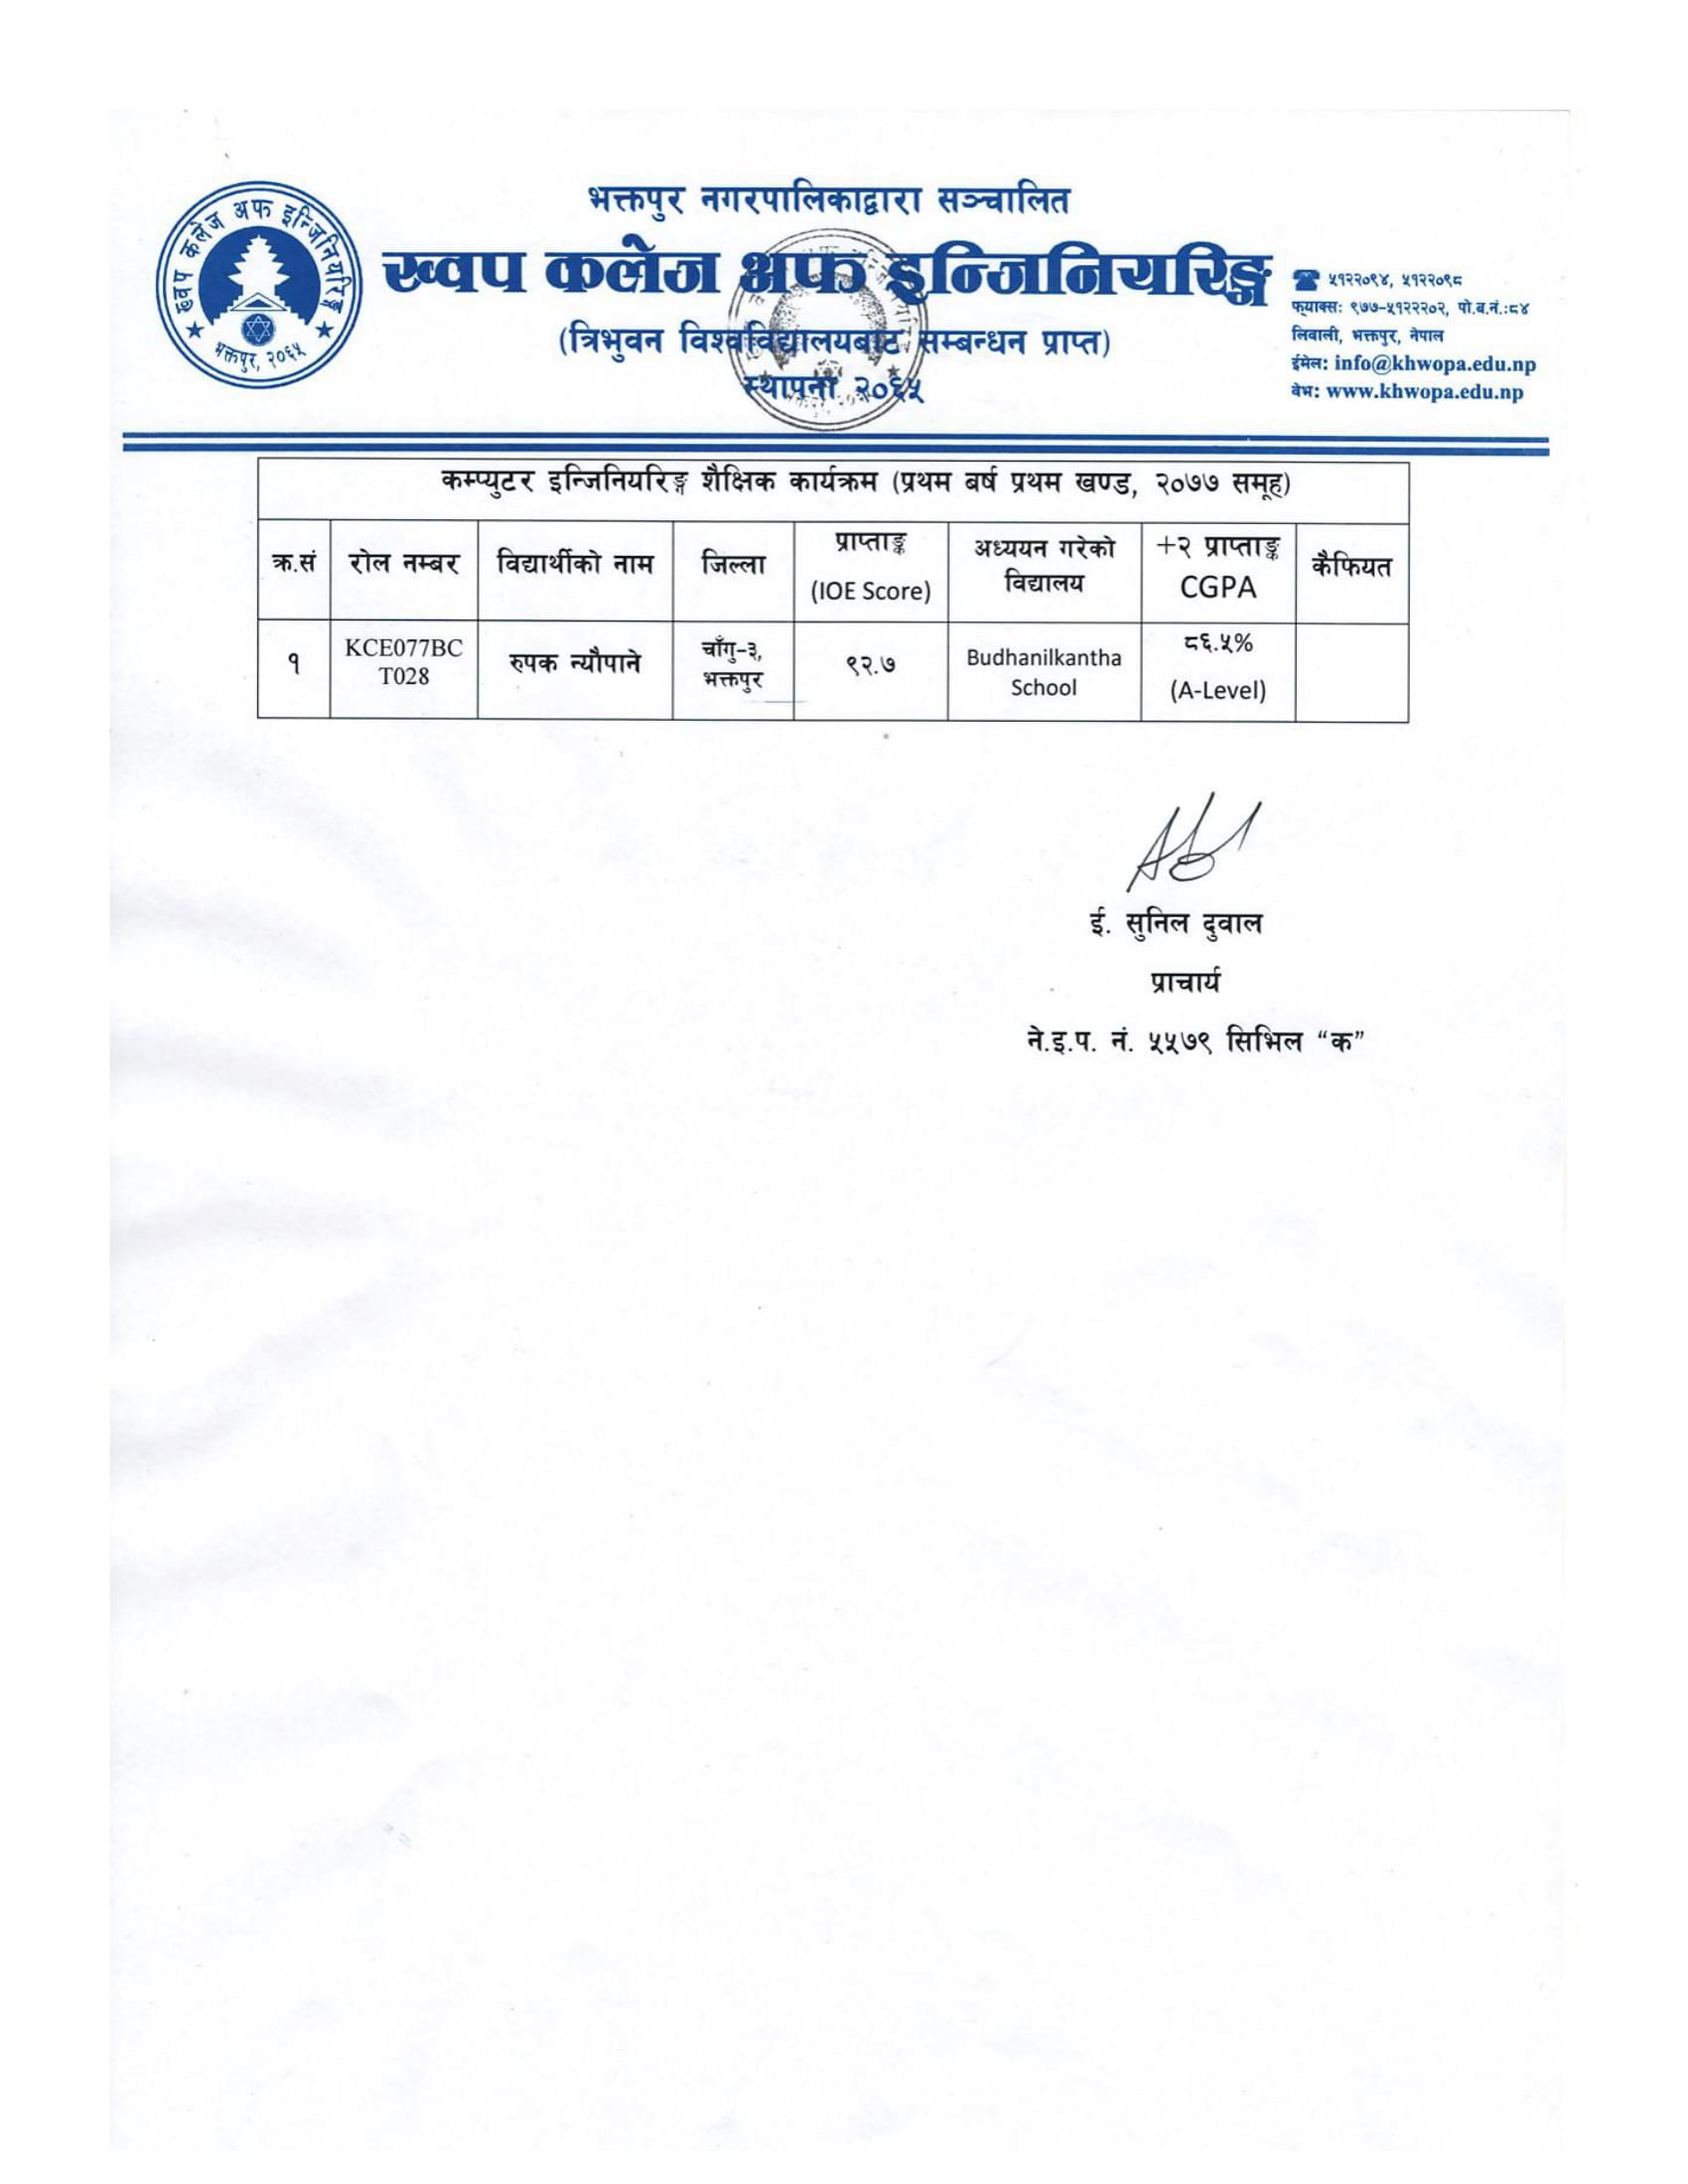 भक्तपुर नगरपालिकाद्वारा सञ्चालित
ख्वप कलेज अफ इन्जिनियरिङ्ग
(त्रिभुवन विश्वविद्यालयबाट सम्बन्धन प्राप्त)
स्थापना २०६५
ख्वप कलेज अफ इन्जिनियरिङ्ग
भक्तपुर, २०६५
५१२२०९४, ५१२२०९८
फ्याक्स: ९७७-५१२२२०२, पो.ब.नं.:८४
लिवाली, भक्तपुर, नेपाल
ईमेल: info@khwopa.edu.np
वेभ: www.khwopa.edu.np
कम्प्युटर इन्जिनियरिङ्ग शैक्षिक कार्यक्रम (प्रथम बर्ष प्रथम खण्ड, २०७७ समूह)
क्र.सं रोल नम्बर विद्यार्थीको नाम जिल्ला प्राप्ताङ्क (IOE Score) अध्ययन गरेको विद्यालय +२ प्राप्ताङ्क CGPA कैफियत
१ KCE077BC T028 रुपक न्यौपाने चाँगु-३, भक्तपुर ९२.७ Budhanilkantha School ८६.५% (A-Level)
ई. सुनिल दुवाल
प्राचार्य
ने.इ.प. नं. ५५७९ सिभिल “क”